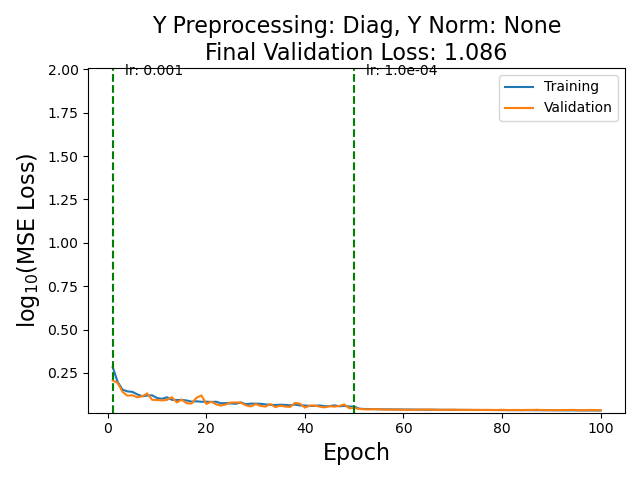 Y Preprocessing: Diag, Y Norm: None
Final Validation Loss: 1.086
lr: 0.001
lr: 1.0e-04
Training
Validation
2.00
1.75
1.50
1.25
1.00
0.75
0.50
0.25
log₁₀(MSE Loss)
0
20
40
60
80
100
Epoch